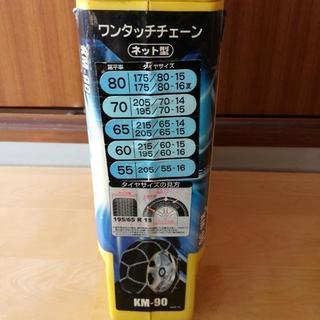 ワンタッチチェーン
ネット型
扁平率 タイヤサイズ
80 175/80-15
175/80-16夏
70 205/70-14
195/70-15
65 215/65-14
205/65-15
60 215/60-15
195/60-16
55 205/55-16
タイヤサイズの見方
195/65 R 15
KM-90